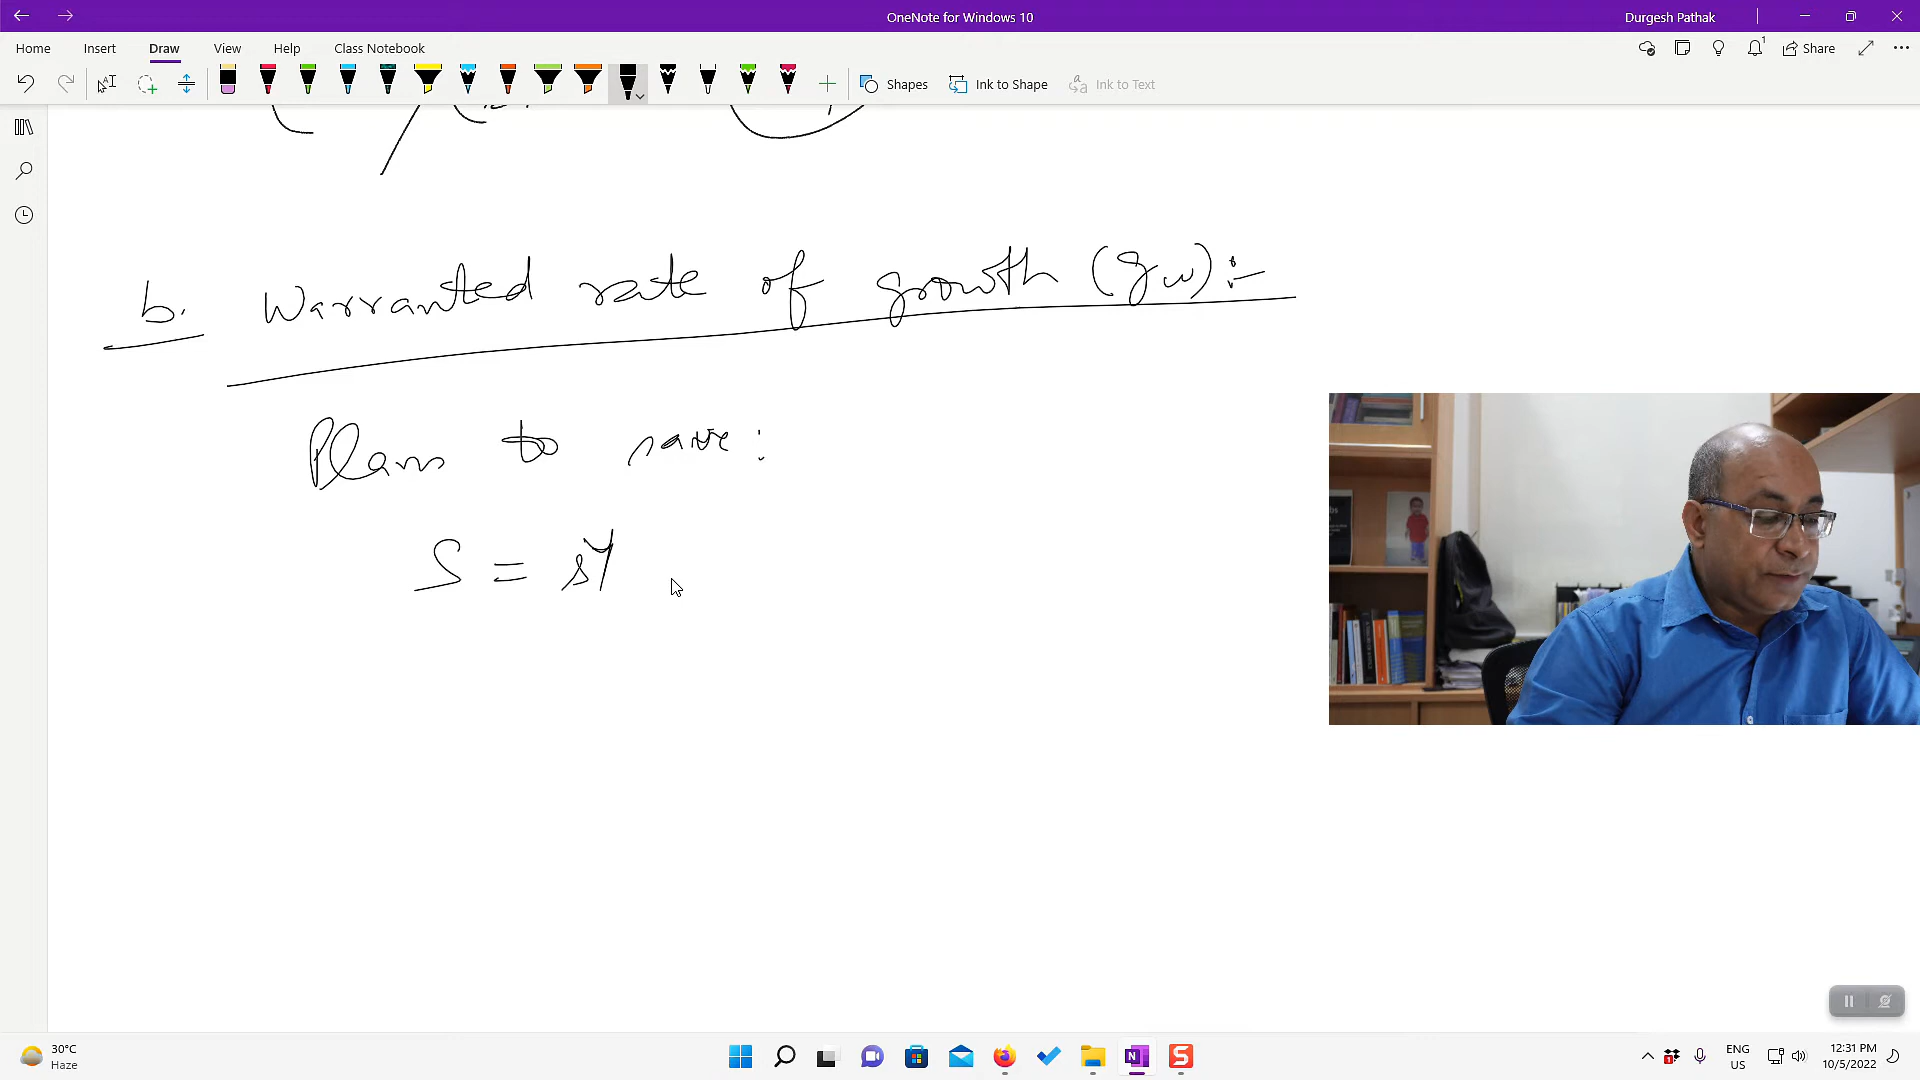 OneNote for Windows 10
Durgesh Pathak
Home Insert Draw View Help Class Notebook
1
Share
Shapes
Ink to Shape
Ink to Text
b. Warranted rate of growth (gw):-
Plans to save:
S = sY
30°C
Haze
ENG
US
12:31 PM
10/5/2022